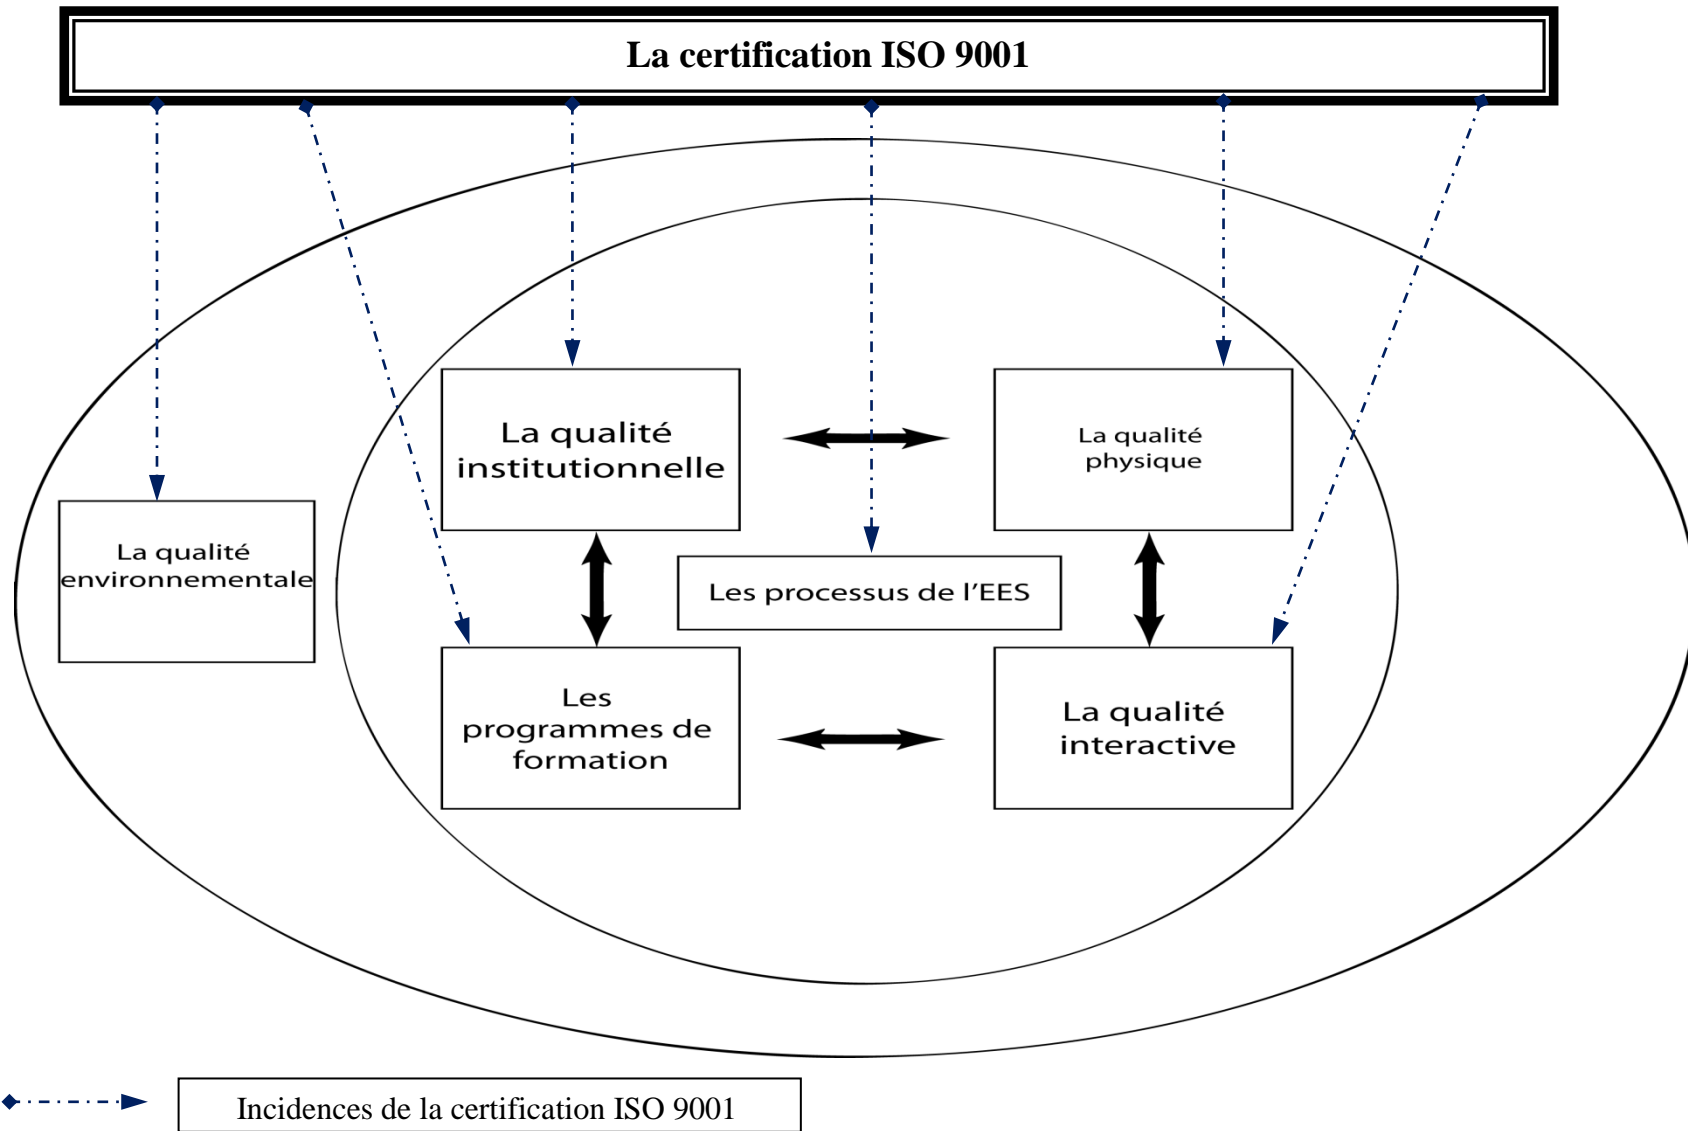 La certification ISO 9001
La qualité
institutionnelle
La qualité
physique
La qualité
environnementale
Les processus de l’EES
Les
programmes de
formation
La qualité
interactive
Incidences de la certification ISO 9001